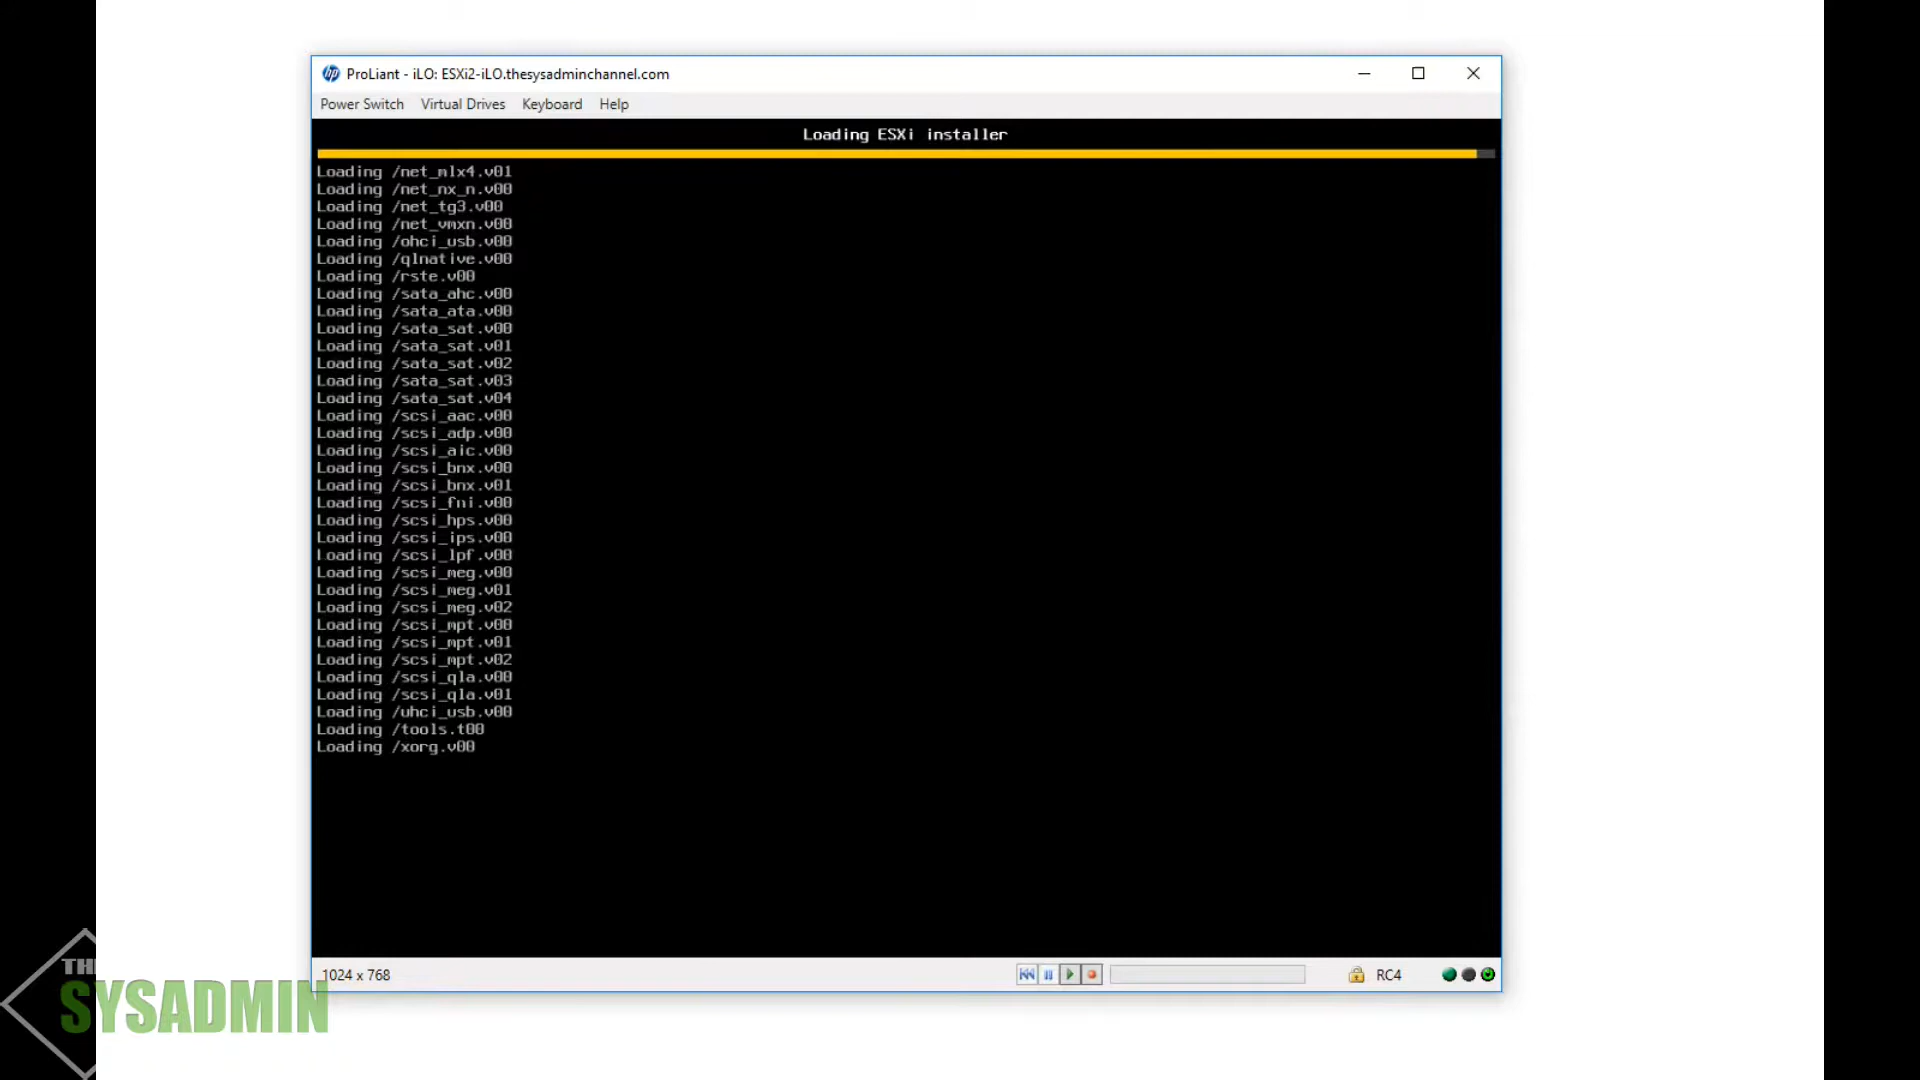 ProLiant - iLO: ESXi2-iLO.thesysadminchannel.com
Power Switch Virtual Drives Keyboard Help
Loading ESXi installer
Loading /net_mlx4.v01
Loading /net_nx_n.v00
Loading /net_tg3.v00
Loading /net_vmxn.v00
Loading /ohci_usb.v00
Loading /qlnative.v00
Loading /rste.v00
Loading /sata_ahc.v00
Loading /sata_ata.v00
Loading /sata_sat.v00
Loading /sata_sat.v01
Loading /sata_sat.v02
Loading /sata_sat.v03
Loading /sata_sat.v04
Loading /scsi_aac.v00
Loading /scsi_adp.v00
Loading /scsi_aic.v00
Loading /scsi_bnx.v00
Loading /scsi_bnx.v01
Loading /scsi_fni.v00
Loading /scsi_hps.v00
Loading /scsi_ips.v00
Loading /scsi_lpf.v00
Loading /scsi_meg.v00
Loading /scsi_meg.v01
Loading /scsi_meg.v02
Loading /scsi_mpt.v00
Loading /scsi_mpt.v01
Loading /scsi_mpt.v02
Loading /scsi_qla.v00
Loading /scsi_qla.v01
Loading /uhci_usb.v00
Loading /tools.t00
Loading /xorg.v00
1024 x 768 RC4
SYSADMIN